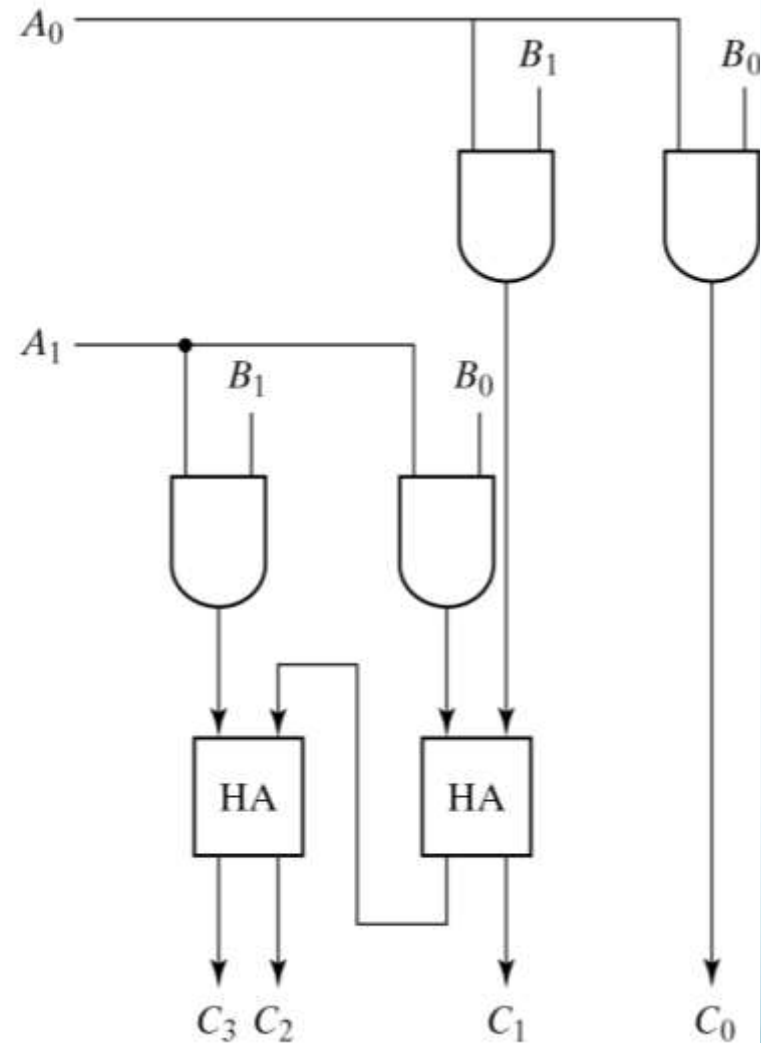 A₀
B₁ B₀
A₁
B₁ B₀
HA HA
C₃ C₂ C₁ C₀